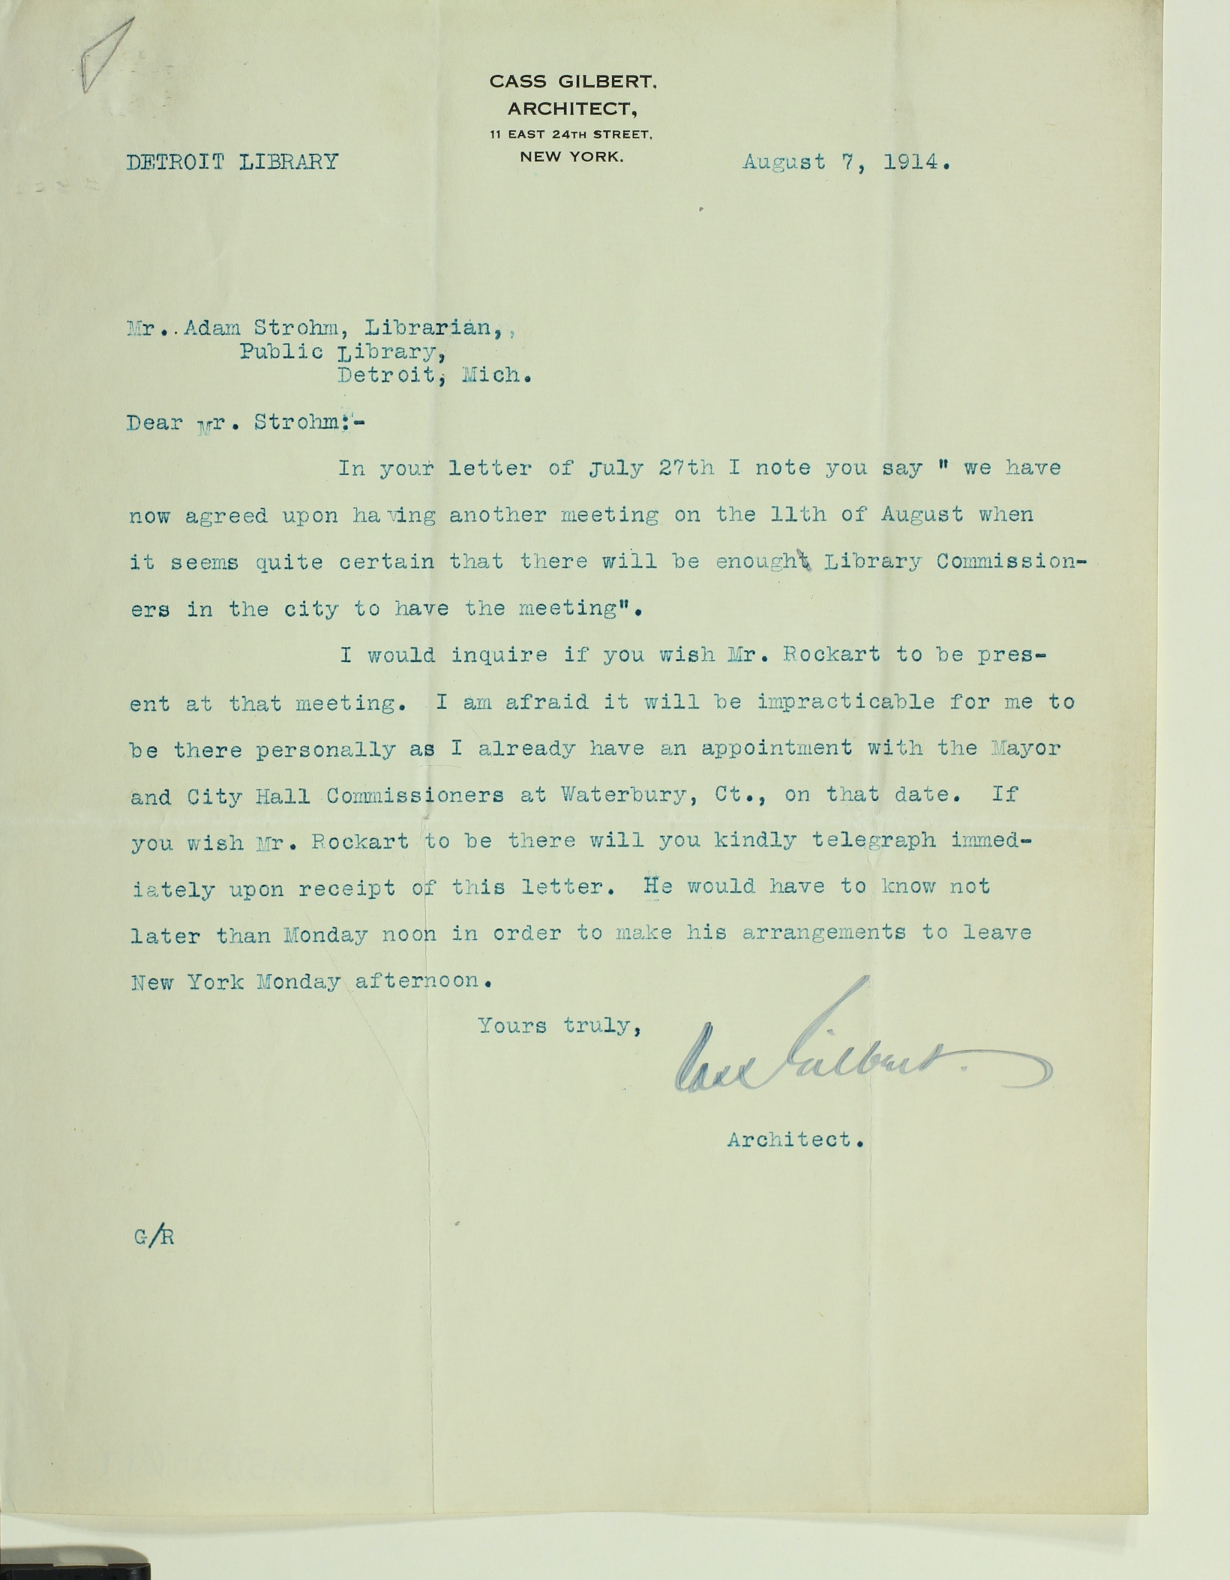 CASS GILBERT,
ARCHITECT,
11 EAST 24TH STREET,
NEW YORK.
DETROIT LIBRARY
August 7, 1914.
Mr..Adam Strohm, Librarian,,
Public Library,
Detroit, Mich.
Dear Mr. Strohm:-
In your letter of July 27th I note you say " we have
now agreed upon having another meeting on the 11th of August when
it seems quite certain that there will be enough Library Commission-
ers in the city to have the meeting".
I would inquire if you wish Mr. Rockart to be pres-
ent at that meeting. I am afraid it will be impracticable for me to
be there personally as I already have an appointment with the Mayor
and City Hall Commissioners at Waterbury, Ct., on that date. If
you wish Mr. Rockart to be there will you kindly telegraph immed-
iately upon receipt of this letter. He would have to know not
later than Monday noon in order to make his arrangements to leave
New York Monday afternoon.
Yours truly,
Cass Gilbert.
Architect.
G/R